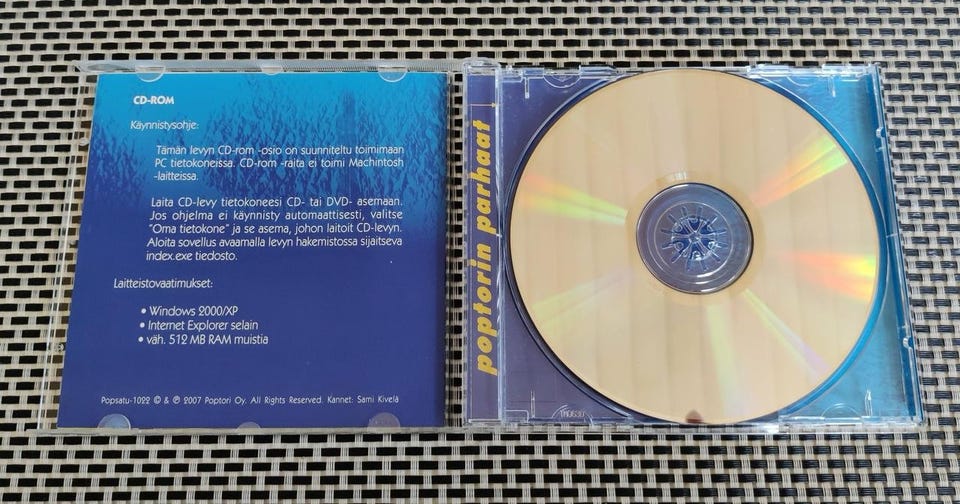 CD-ROM
Käynnistysohje:
Tämän levyn CD-rom -osio on suunniteltu toimimaan
PC tietokoneissa. CD-rom -raita ei toimi Machintosh
-laitteissa.
Laita CD-levy tietokoneesi CD- tai DVD- asemaan.
Jos ohjelma ei käynnisty automaattisesti, valitse
"Oma tietokone" ja se asema, johon laitoit CD-levyn.
Aloita sovellus avaamalla levyn hakemistossa sijaitseva
index.exe tiedosto.
Laitteistovaatimukset:
• Windows 2000/XP
• Internet Explorer selain
• väh. 512 MB RAM muistia
Popsatu-1022 © & ℗ 2007 Poptori Oy. All Rights Reserved. Kannet: Sami Kivelä
poptorin parhaat